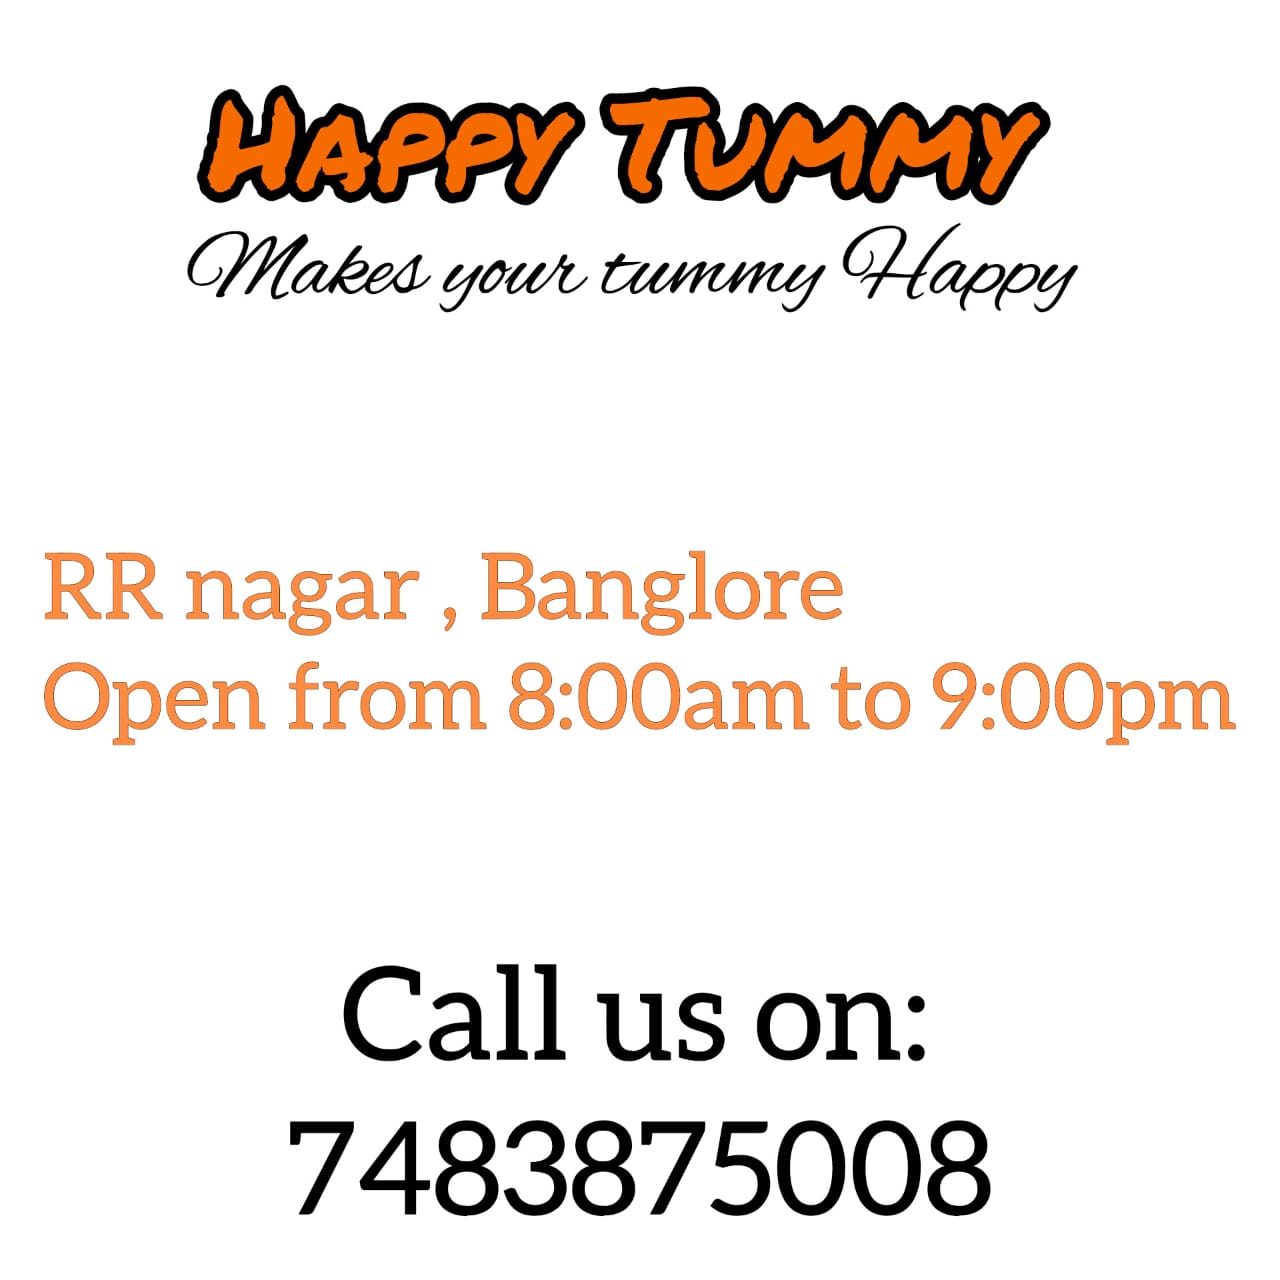 Happy Tummy
Makes your tummy Happy
RR nagar , Banglore
Open from 8:00am to 9:00pm
Call us on:
7483875008